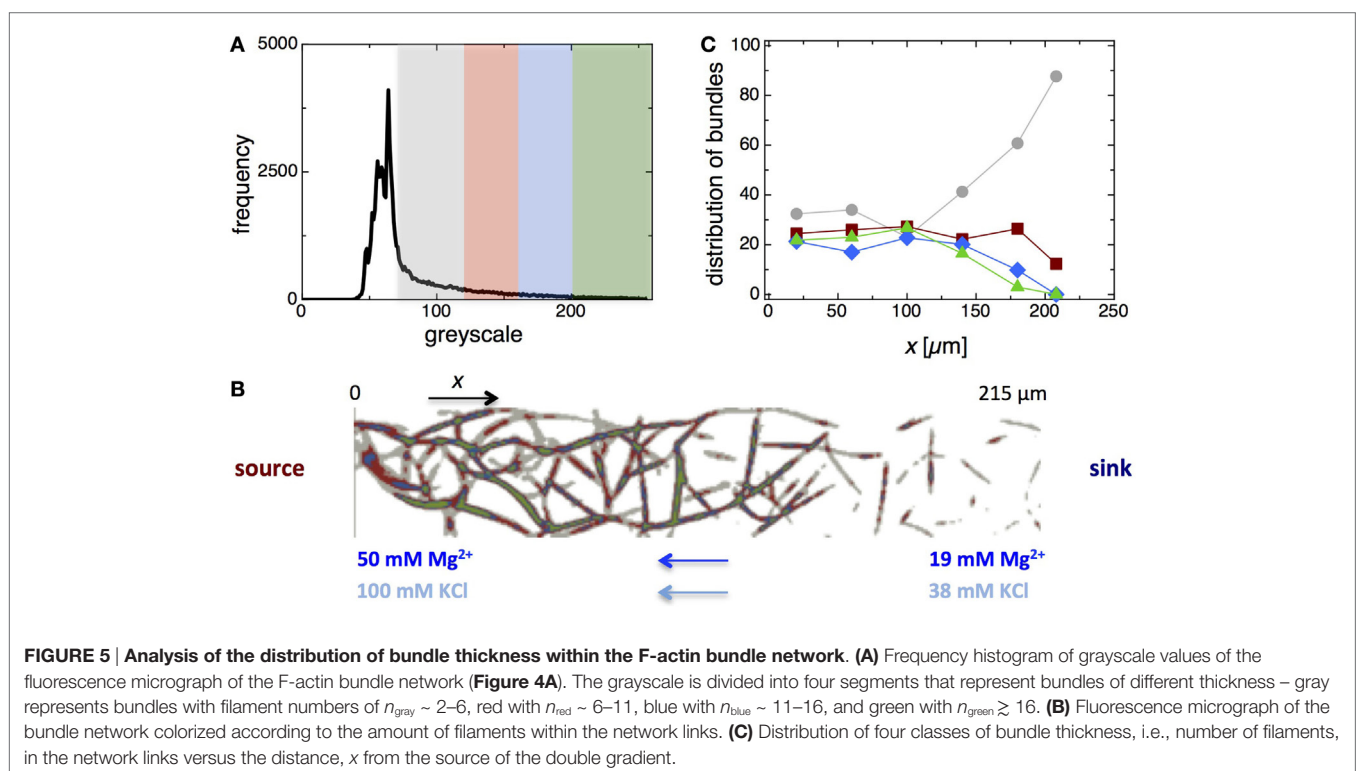 A
5000
2500
0
frequency
0
100
200
greyscale
C
100
80
60
40
20
0
distribution of bundles
0
50
100
150
200
250
x [μm]
B
0
x
215 μm
source
sink
50 mM Mg²⁺
19 mM Mg²⁺
100 mM KCl
38 mM KCl
FIGURE 5 | Analysis of the distribution of bundle thickness within the F-actin bundle network. (A) Frequency histogram of grayscale values of the
fluorescence micrograph of the F-actin bundle network (Figure 4A). The grayscale is divided into four segments that represent bundles of different thickness – gray
represents bundles with filament numbers of n_gray ~ 2–6, red with n_red ~ 6–11, blue with n_blue ~ 11–16, and green with n_green ≳ 16. (B) Fluorescence micrograph of the
bundle network colorized according to the amount of filaments within the network links. (C) Distribution of four classes of bundle thickness, i.e., number of filaments,
in the network links versus the distance, x from the source of the double gradient.